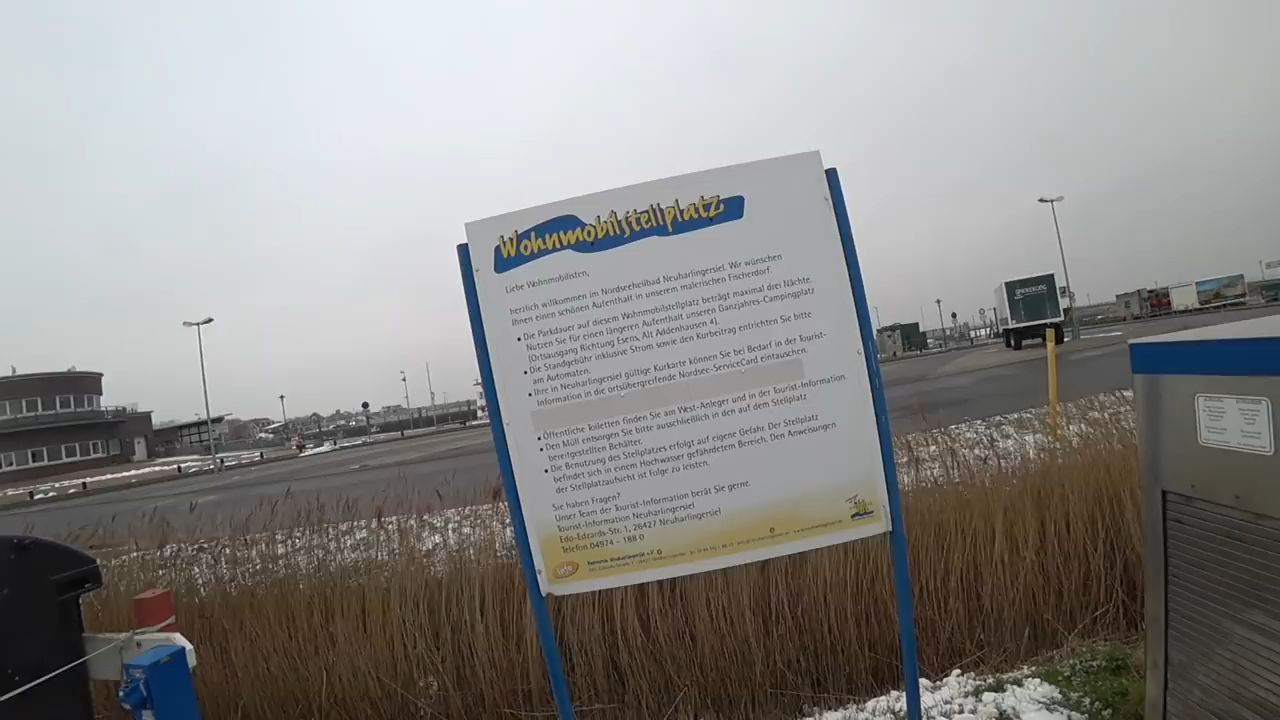 Wohnmobilstellplatz
Liebe Wohnmobilisten,
herzlich willkommen im Nordseeheilbad Neuharlingersiel. Wir wünschen
Ihnen einen schönen Aufenthalt in unserem malerischen Fischerdorf.
• Die Parkdauer auf diesem Wohnmobilstellplatz beträgt maximal drei Nächte.
Nutzen Sie für einen längeren Aufenthalt unseren Ganzjahres-Campingplatz
(Ortsausgang Richtung Esens, Alt Addenhausen 4).
• Die Standgebühr inklusive Strom sowie den Kurbeitrag entrichten Sie bitte
am Automaten.
• Ihre in Neuharlingersiel gültige Kurkarte können Sie bei Bedarf in der Tourist-
Information in die ortsübergreifende Nordsee-ServiceCard eintauschen.
• Öffentliche Toiletten finden Sie am West-Anleger und in der Tourist-Information.
• Den Müll entsorgen Sie bitte ausschließlich in den auf dem Stellplatz
bereitgestellten Behälter.
• Die Benutzung des Stellplatzes erfolgt auf eigene Gefahr. Der Stellplatz
befindet sich in einem Hochwasser gefährdetem Bereich. Den Anweisungen
der Stellplatzaufsicht ist Folge zu leisten.
Sie haben Fragen?
Unser Team der Tourist-Information berät Sie gerne.
Tourist-Information Neuharlingersiel
Edo-Edzards-Str. 1, 26427 Neuharlingersiel
Telefon 04974 - 188 0
Kurverein Neuharlingersiel e.V.